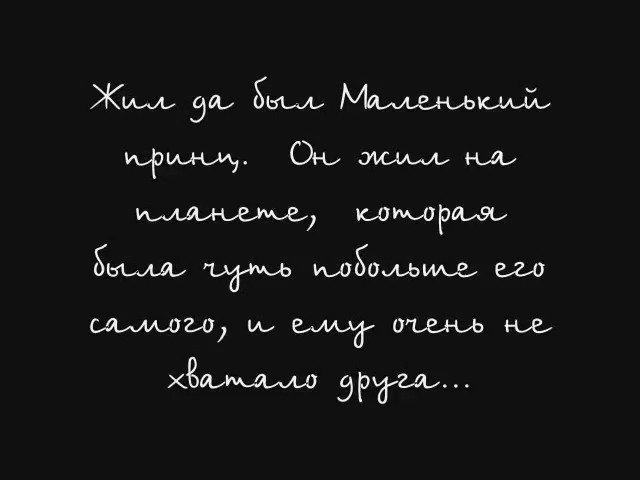 Жил да был Маленький
принц. Он жил на
планете, которая
была чуть побольше его
самого, и ему очень не
хватало друга...